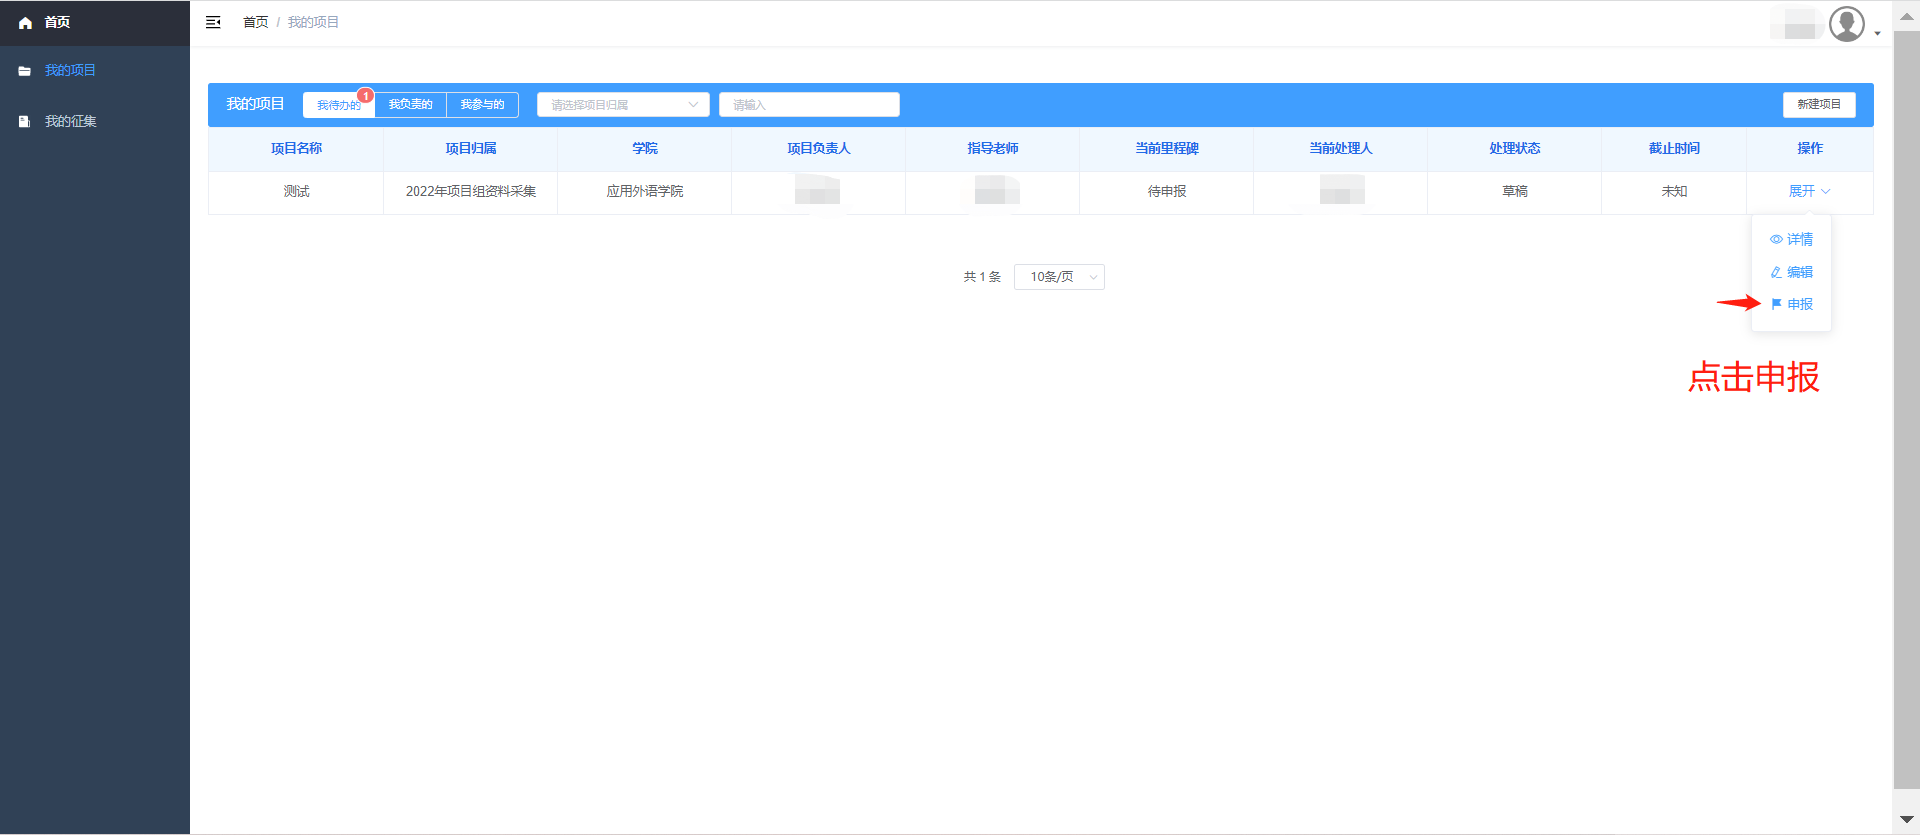 首页
首页 / 我的项目
我的项目
我的征集
我的项目 我待办的 1 我负责的 我参与的 请选择项目归属 请输入 新建项目
项目名称 项目归属 学院 项目负责人 指导老师 当前里程碑 当前处理人 处理状态 截止时间 操作
测试 2022年项目组资料采集 应用外语学院 待申报 草稿 未知 展开
详情
编辑
申报
共 1 条 10条/页
点击申报